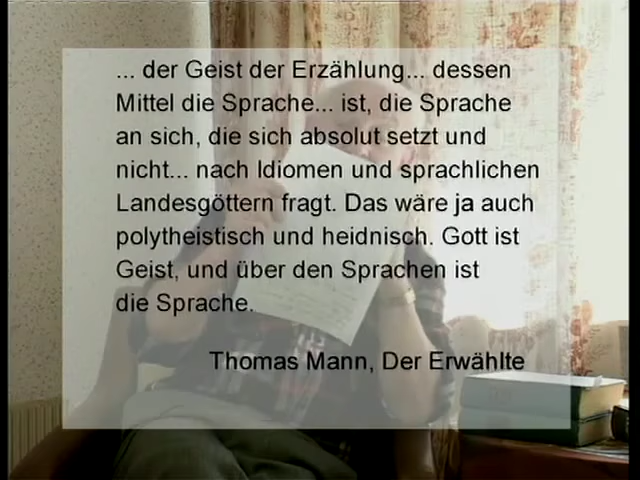 ... der Geist der Erzählung... dessen
Mittel die Sprache... ist, die Sprache
an sich, die sich absolut setzt und
nicht... nach Idiomen und sprachlichen
Landesgöttern fragt. Das wäre ja auch
polytheistisch und heidnisch. Gott ist
Geist, und über den Sprachen ist
die Sprache.
Thomas Mann, Der Erwählte